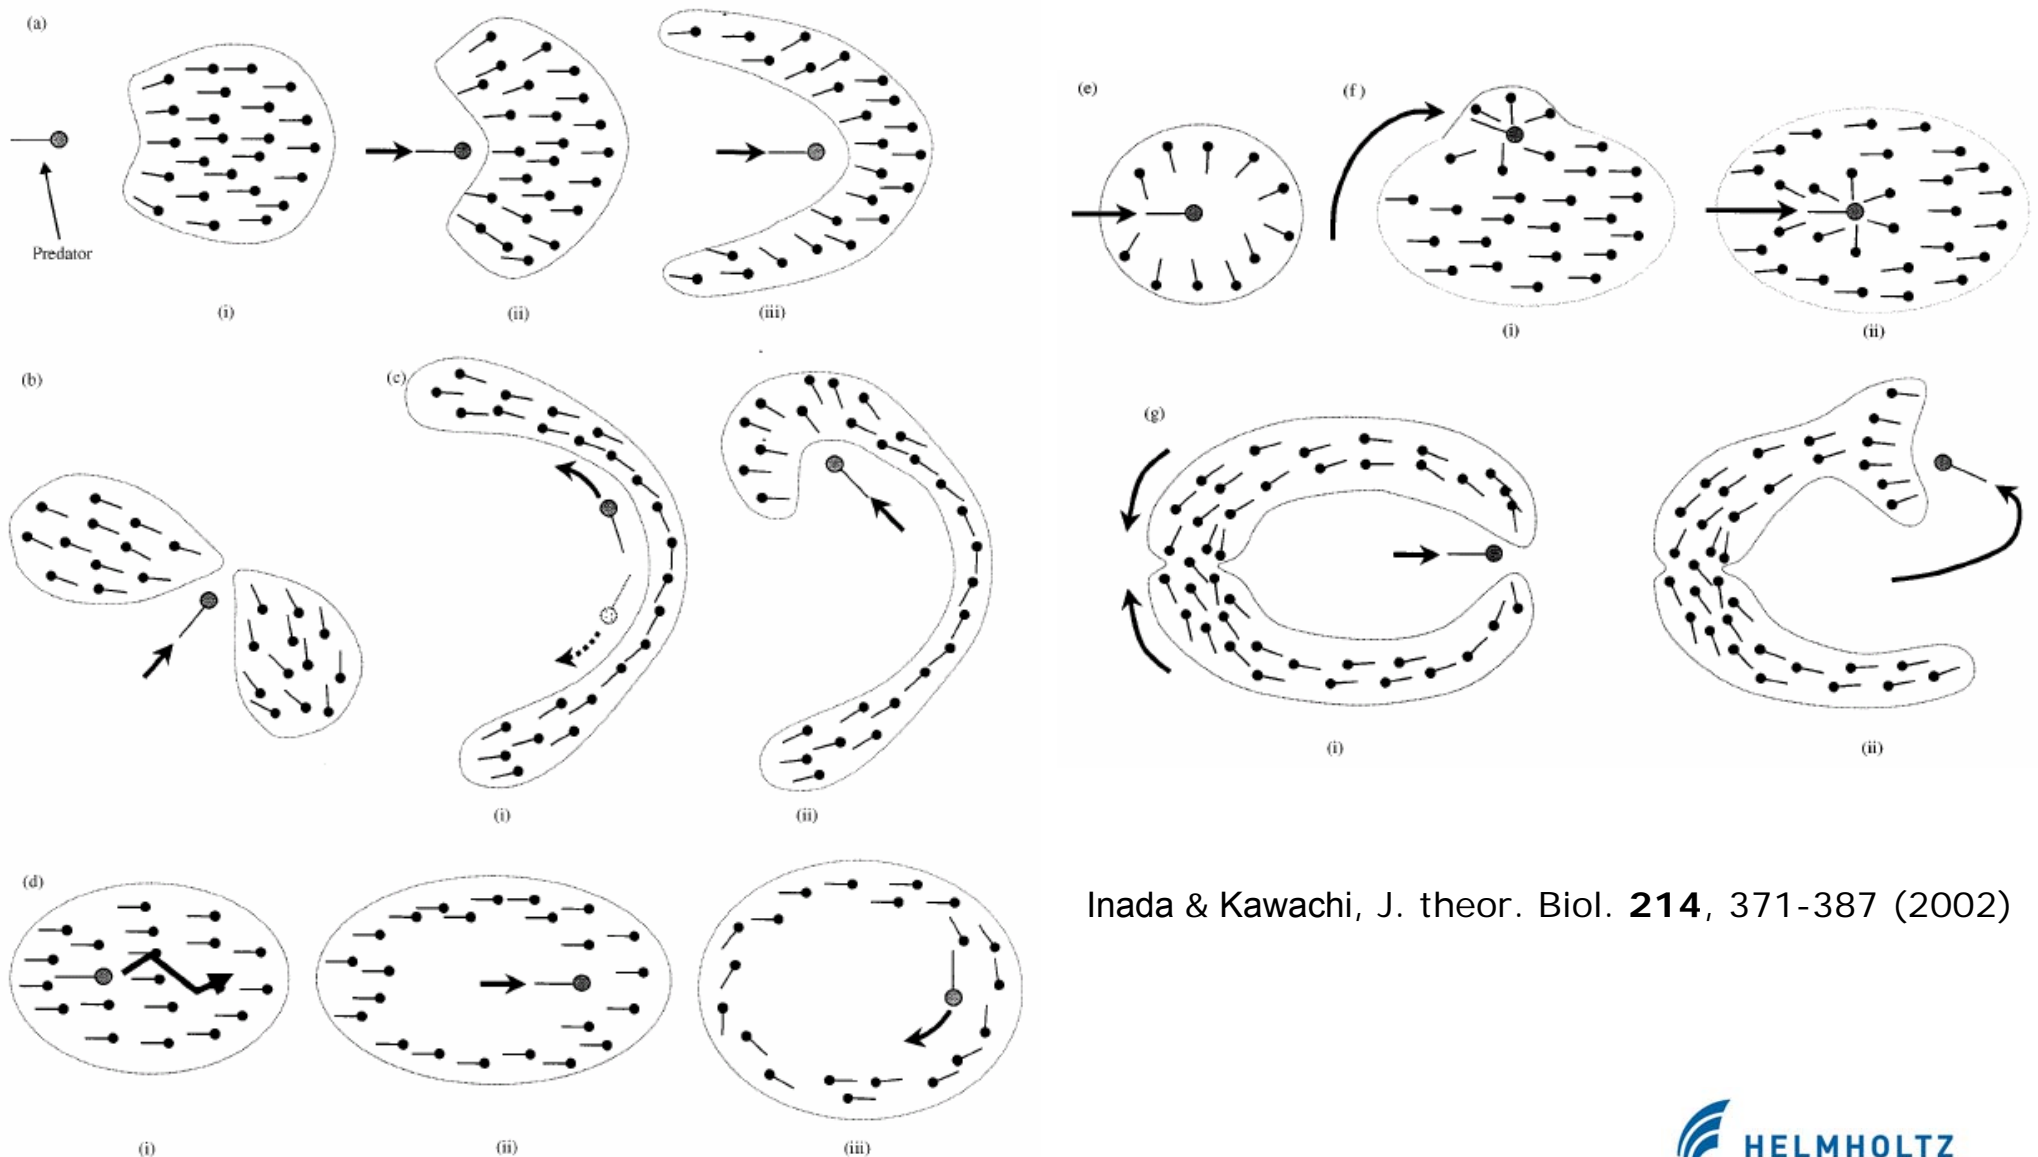 (a)
Predator
(i)
(ii)
(iii)
(b)
(c)
(i)
(ii)
(d)
(i)
(ii)
(iii)
(e)
(f)
(i)
(ii)
(g)
(i)
(ii)
Inada & Kawachi, J. theor. Biol. 214, 371-387 (2002)
HELMHOLTZ